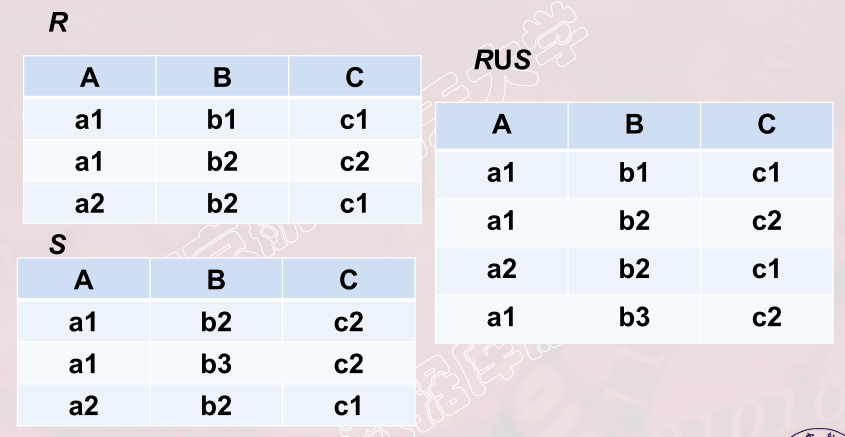 R
A B C
a1 b1 c1
a1 b2 c2
a2 b2 c1
S
A B C
a1 b2 c2
a1 b3 c2
a2 b2 c1
RUS
A B C
a1 b1 c1
a1 b2 c2
a2 b2 c1
a1 b3 c2